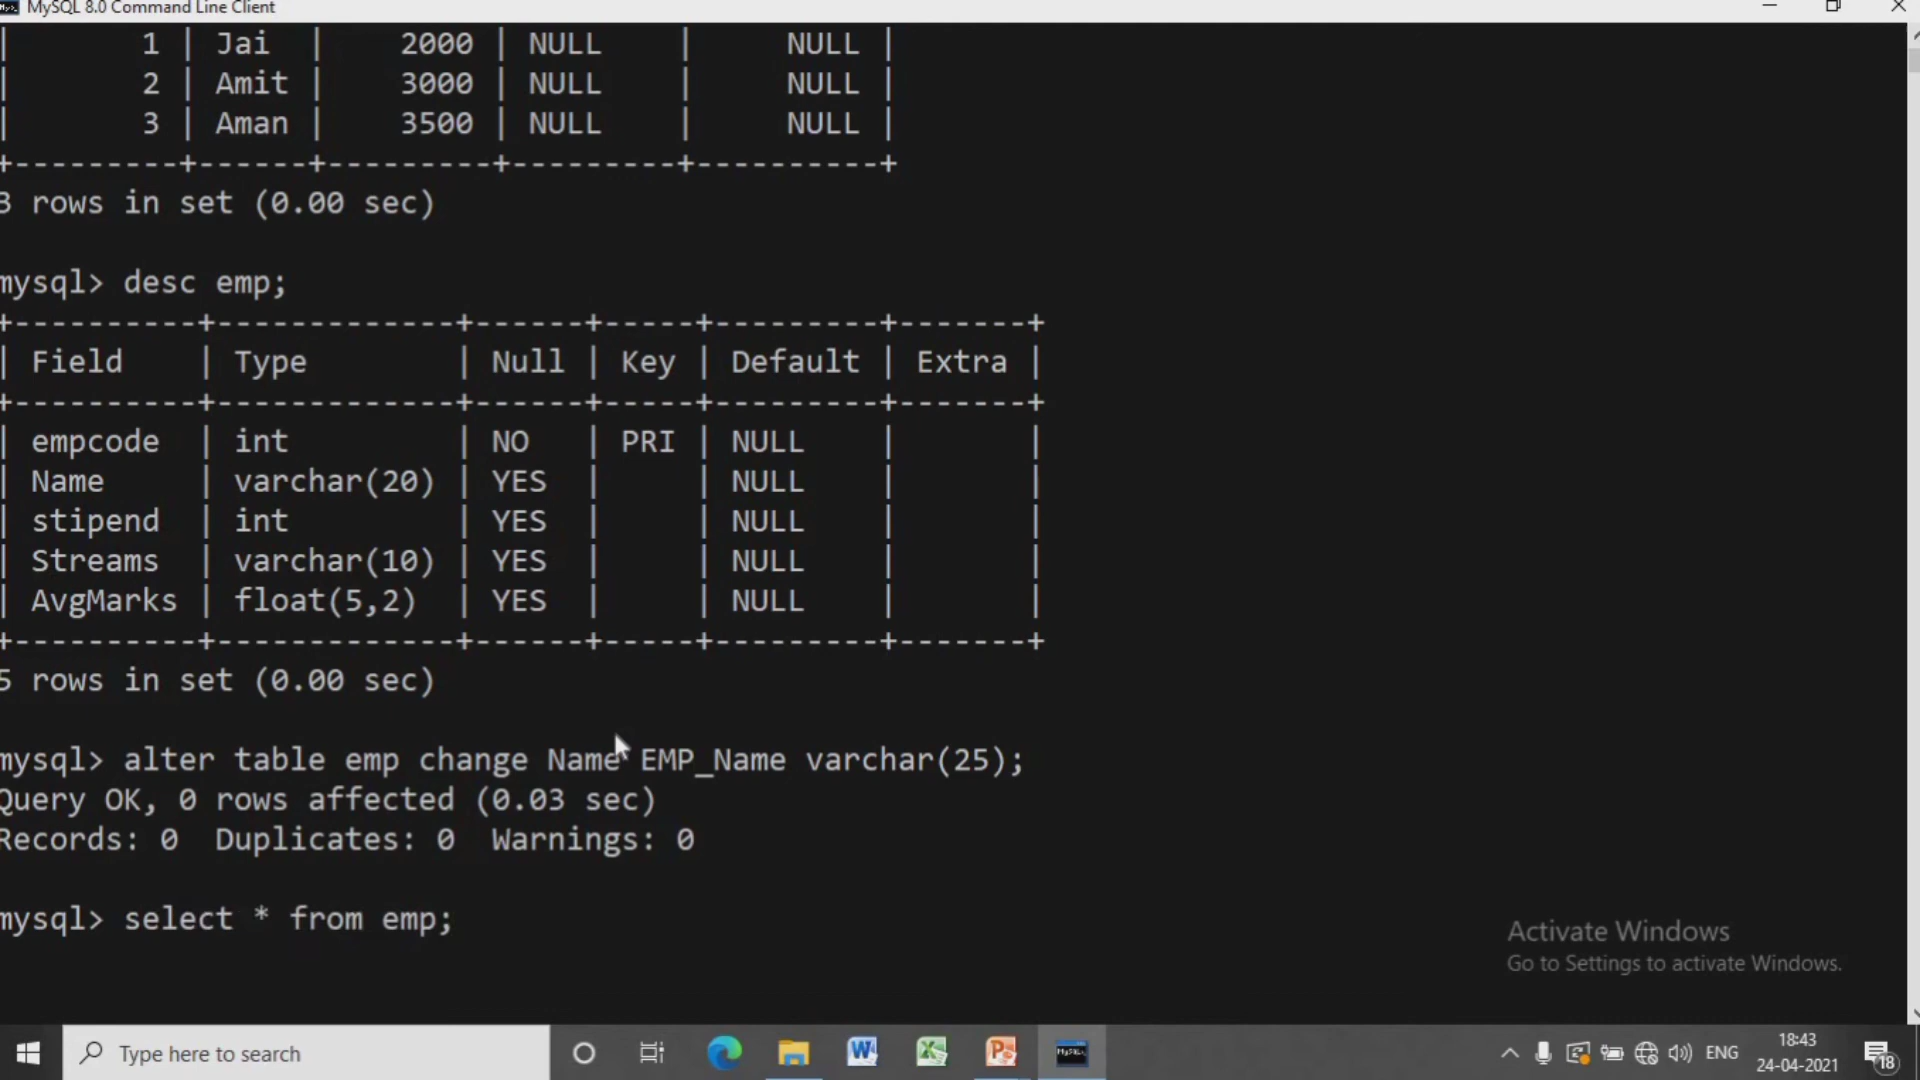 MySQL 8.0 Command Line Client
| 1 | Jai | 2000 | NULL | NULL |
| 2 | Amit | 3000 | NULL | NULL |
| 3 | Aman | 3500 | NULL | NULL |
+---------+------+---------+---------+----------+
3 rows in set (0.00 sec)
mysql> desc emp;
+----------+-------------+------+-----+---------+-------+
| Field | Type | Null | Key | Default | Extra |
+----------+-------------+------+-----+---------+-------+
| empcode | int | NO | PRI | NULL | |
| Name | varchar(20) | YES | | NULL | |
| stipend | int | YES | | NULL | |
| Streams | varchar(10) | YES | | NULL | |
| AvgMarks | float(5,2) | YES | | NULL | |
+----------+-------------+------+-----+---------+-------+
5 rows in set (0.00 sec)
mysql> alter table emp change Name EMP_Name varchar(25);
Query OK, 0 rows affected (0.03 sec)
Records: 0 Duplicates: 0 Warnings: 0
mysql> select * from emp;
Activate Windows
Go to Settings to activate Windows.
Type here to search
MySQL
ENG
18:43
24-04-2021
18